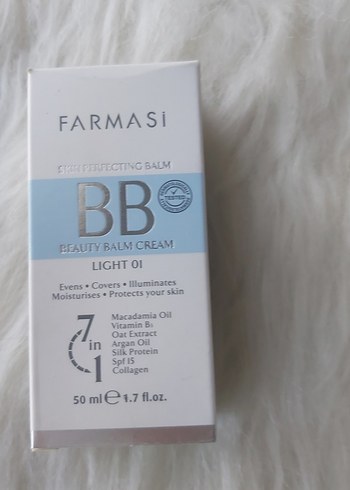 FARMASi
SKIN PERFECTING BALM
BB
TESTED
BEAUTY BALM CREAM
LIGHT 01
Evens • Covers • Illuminates
Moisturises • Protects your skin
7 in 1
Macadamia Oil
Vitamin B5
Oat Extract
Argan Oil
Silk Protein
Spf 15
Collagen
50 ml ℮ 1.7 fl.oz.